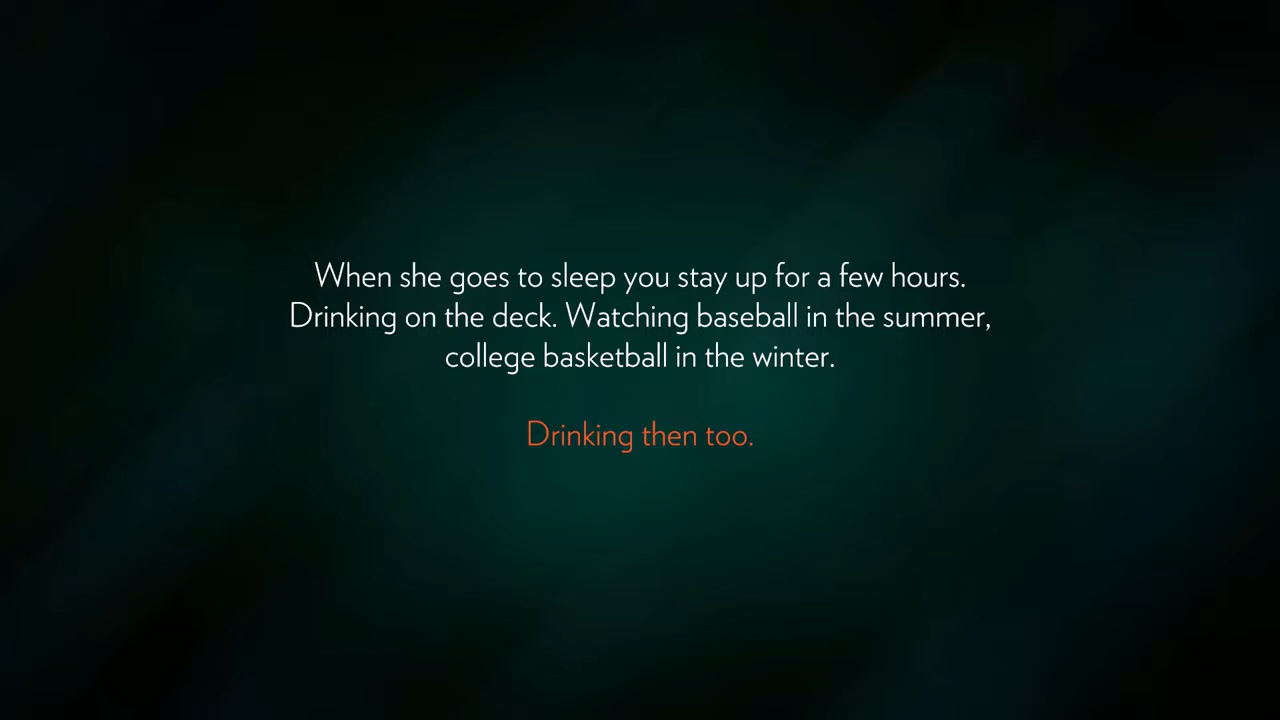 When she goes to sleep you stay up for a few hours.
Drinking on the deck. Watching baseball in the summer,
college basketball in the winter.
Drinking then too.